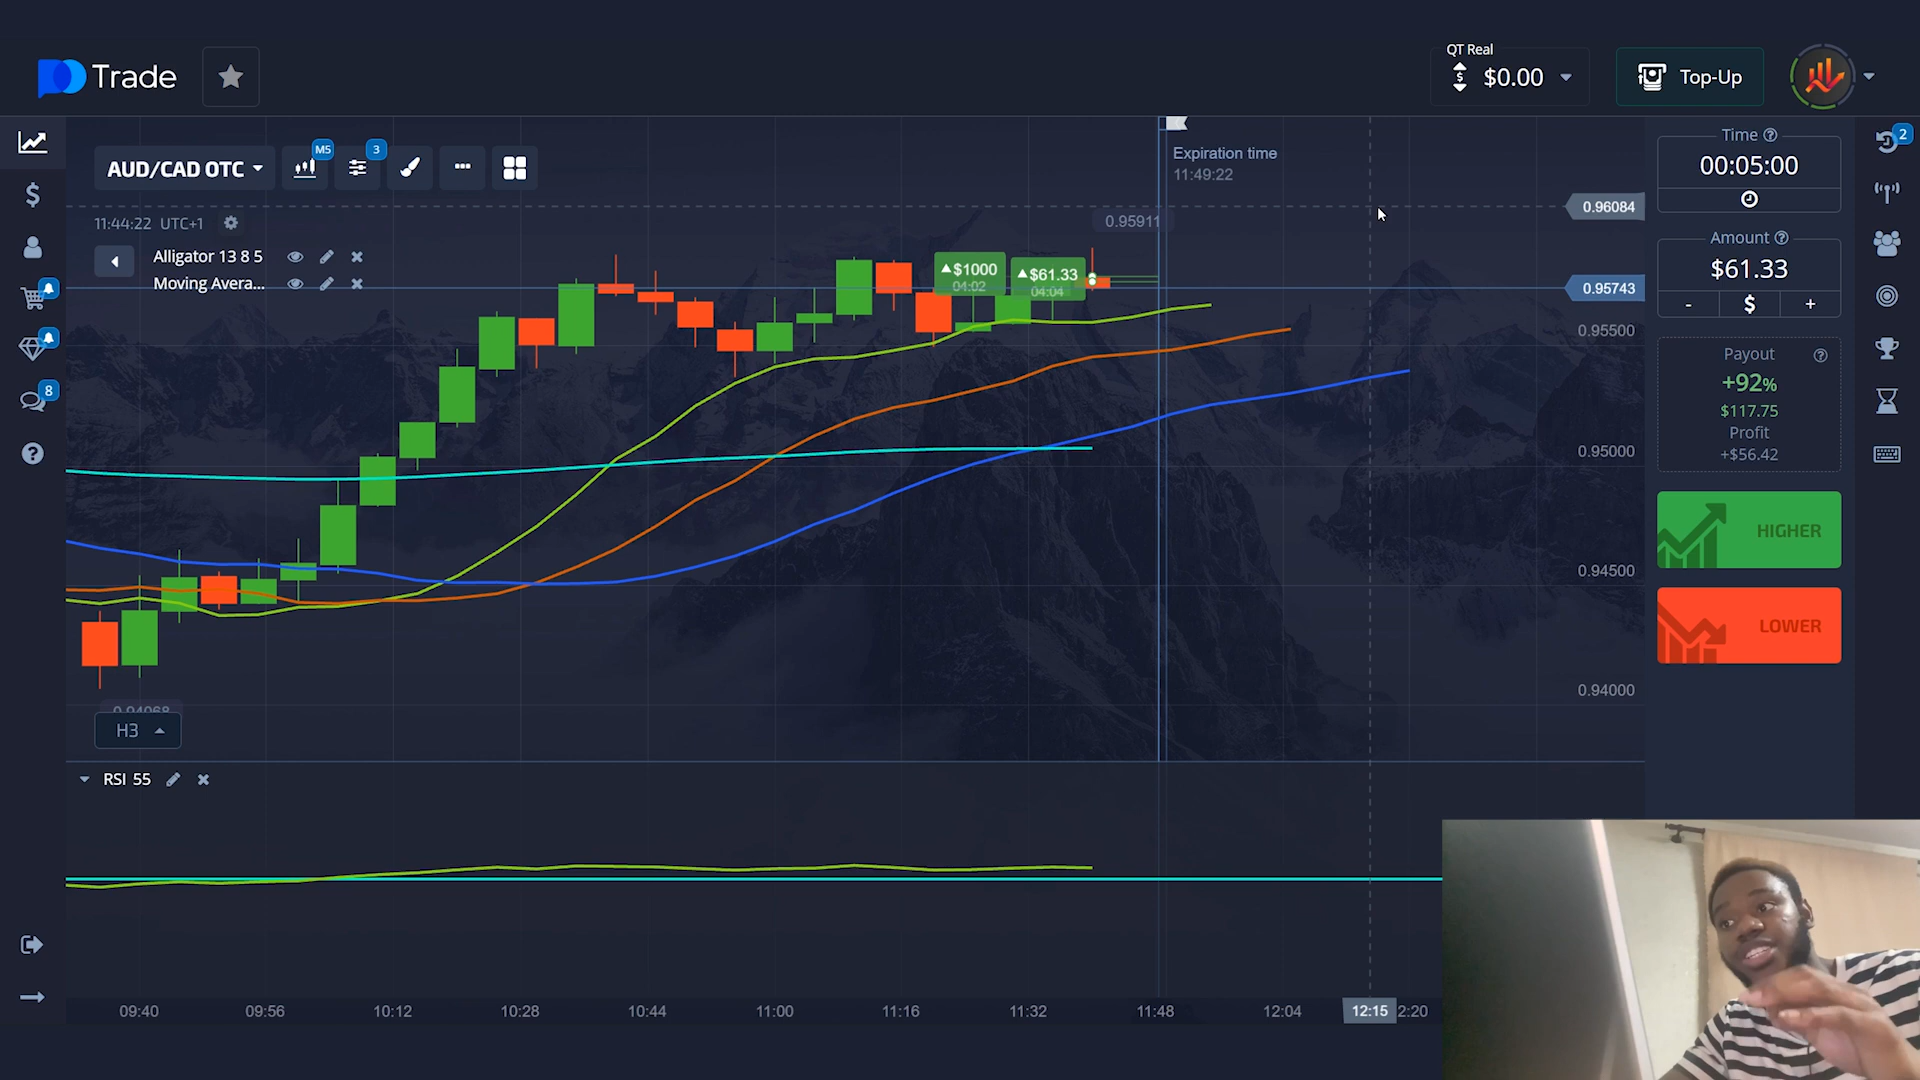 Trade
QT Real
$0.00
Top-Up
AUD/CAD OTC
M5
3
11:44:22 UTC+1
Alligator 13 8 5
Moving Avera...
Expiration time
11:49:22
0.95911
$1000
04:02
$61.33
04:04
0.96084
0.95743
0.95500
0.95000
0.94500
0.94000
0.94068
H3
RSI 55
8
2
Time
00:05:00
Amount
$61.33
- $ +
Payout
+92%
$117.75
Profit
+$56.42
HIGHER
LOWER
09:40 09:56 10:12 10:28 10:44 11:00 11:16 11:32 11:48 12:04 12:15 2:20